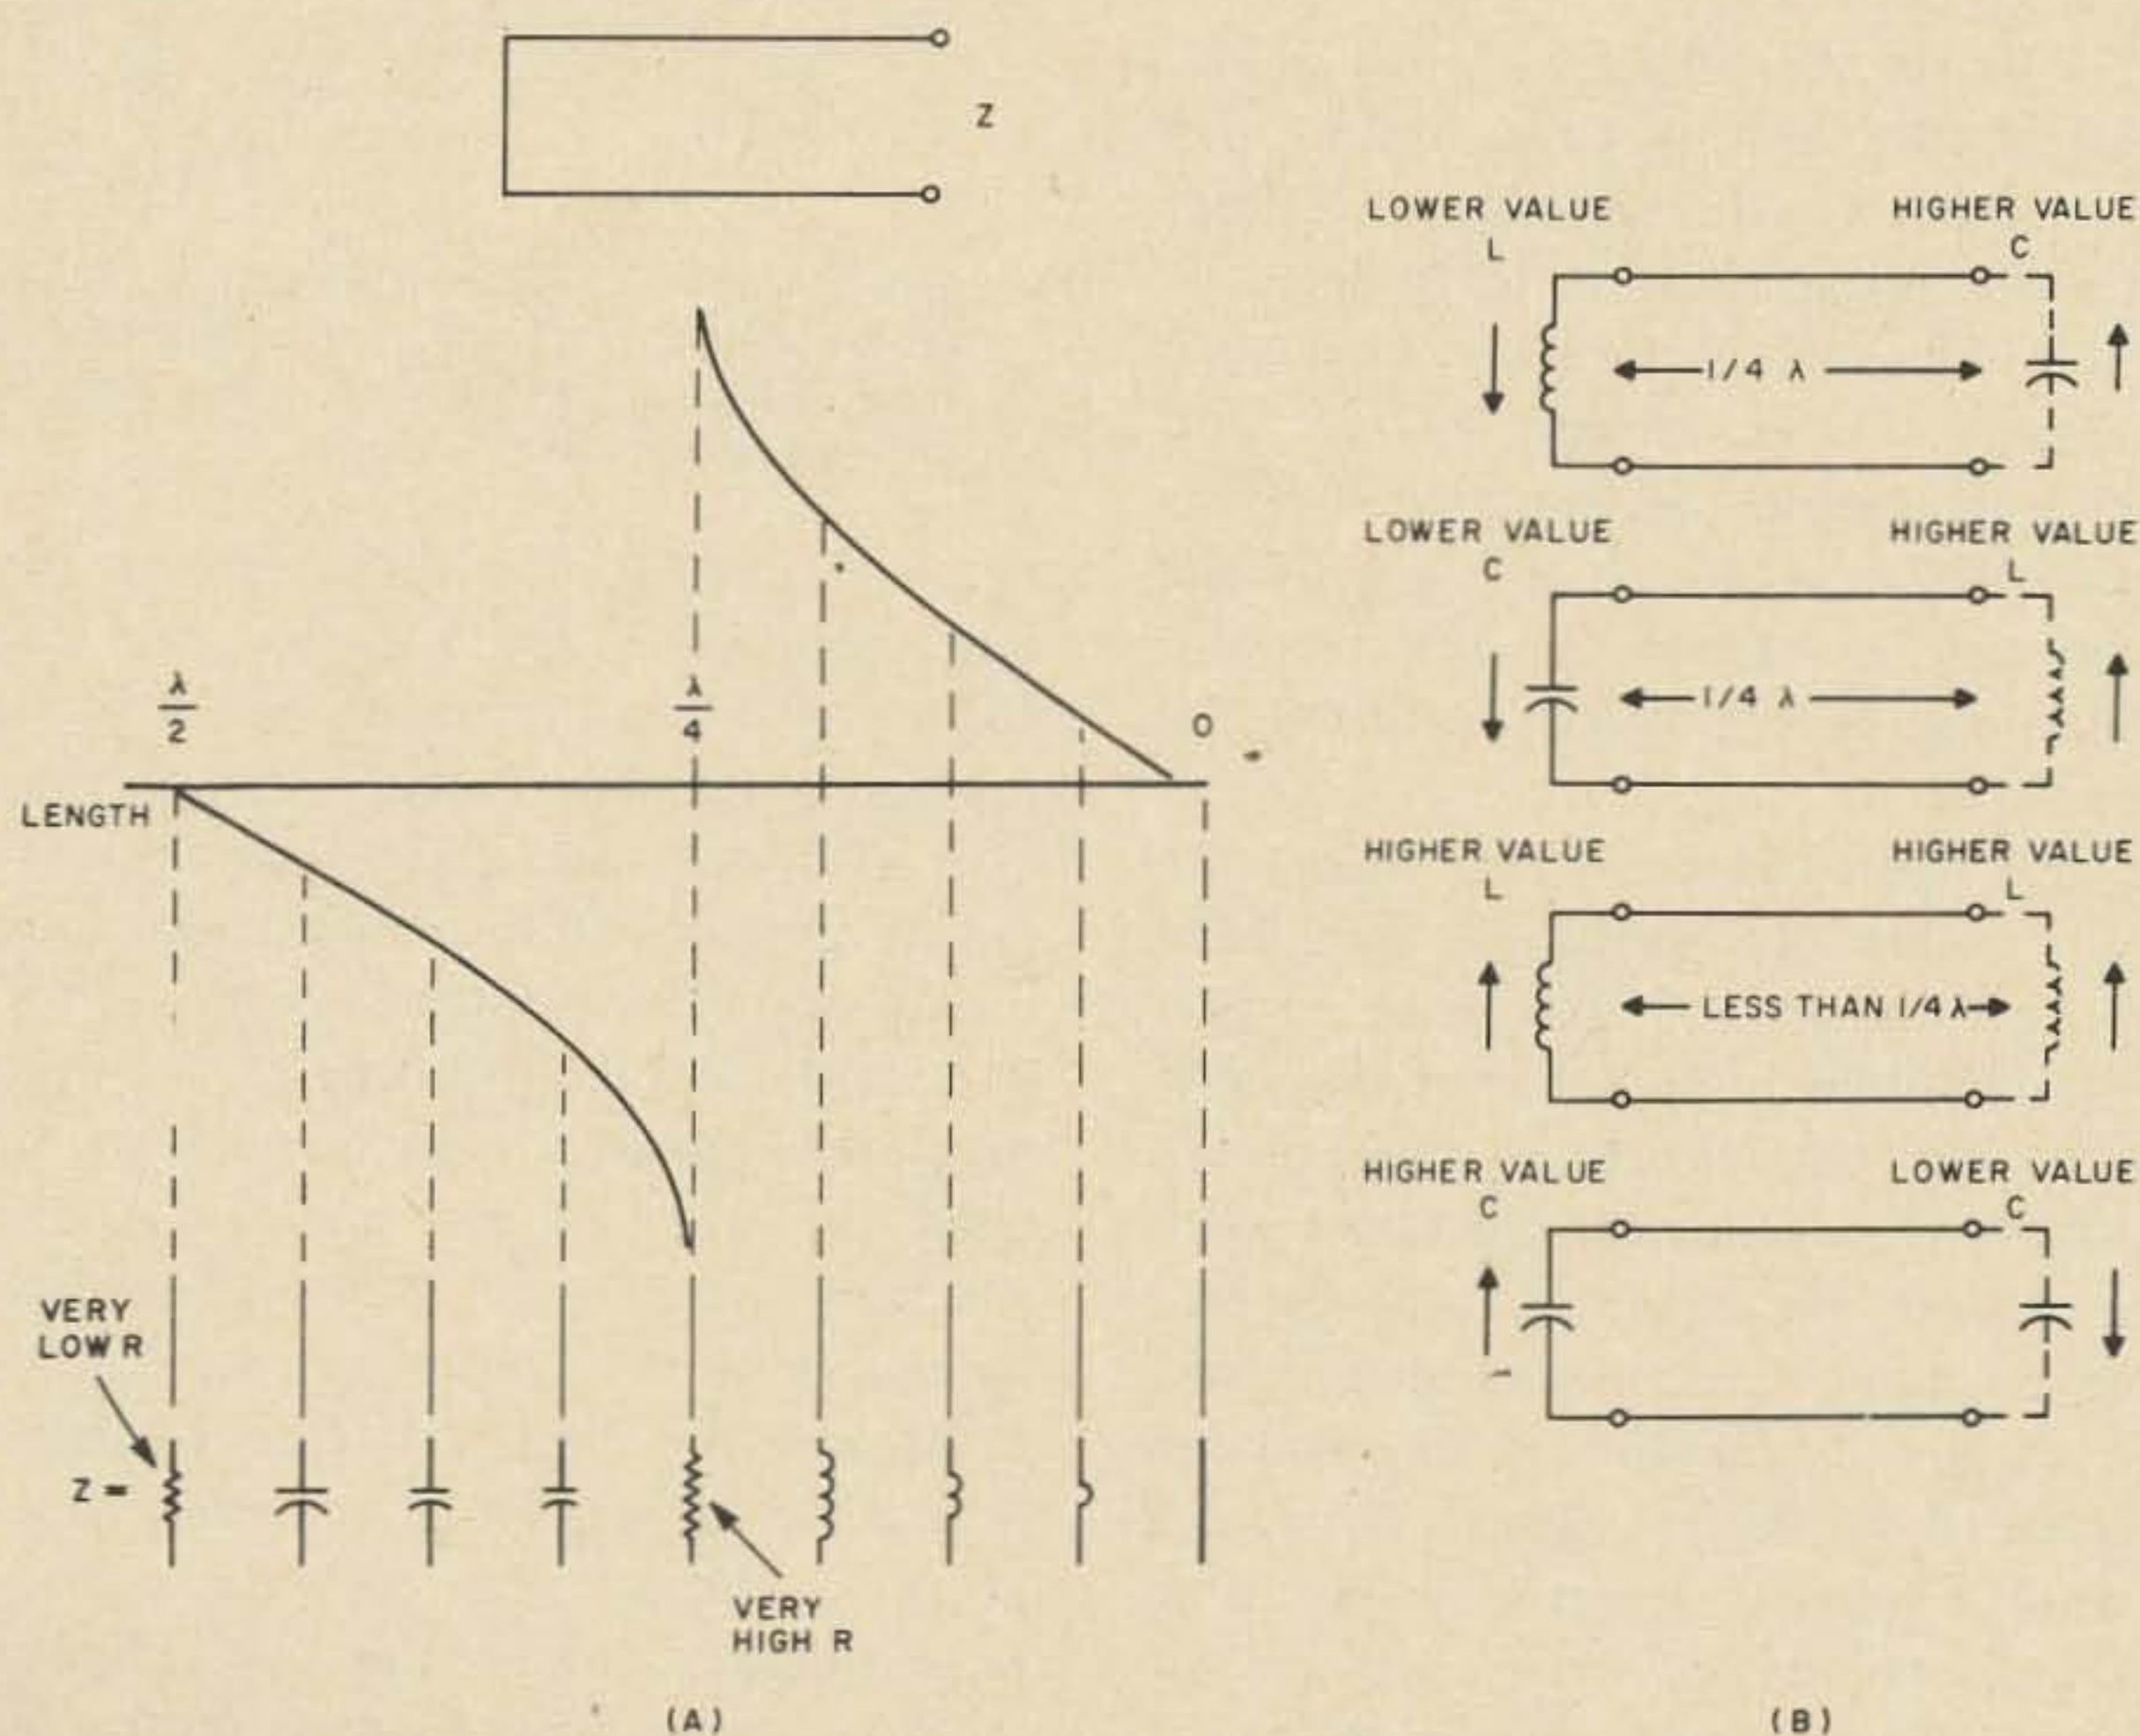 Z
λ
2
λ
4
0
LENGTH
VERY
LOW R
Z =
VERY
HIGH R
(A)
LOWER VALUE
L
HIGHER VALUE
C
1/4 λ
LOWER VALUE
C
HIGHER VALUE
L
1/4 λ
HIGHER VALUE
L
HIGHER VALUE
L
LESS THAN 1/4 λ
HIGHER VALUE
C
LOWER VALUE
C
(B)